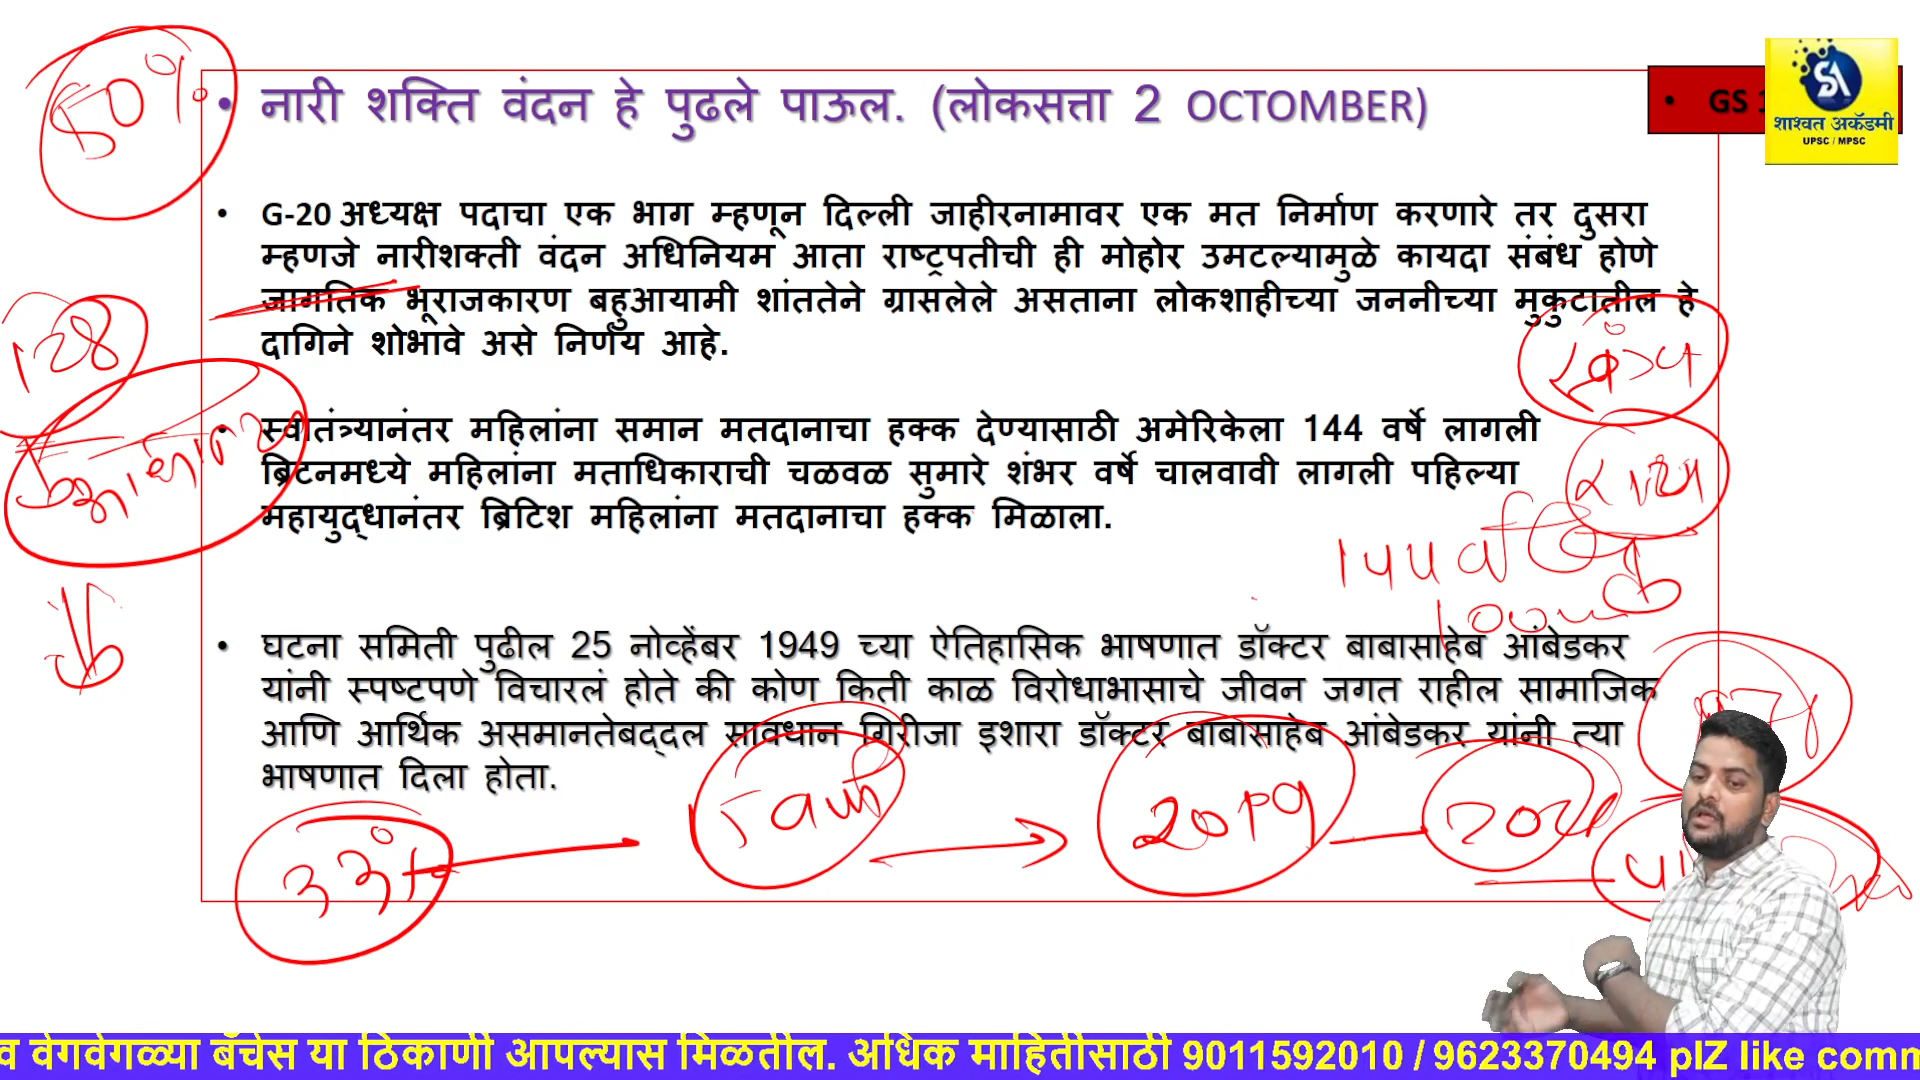 50%
• नारी शक्ति वंदन हे पुढले पाऊल. (लोकसत्ता 2 OCTOMBER)
• GS
SA
शाश्वत अकॅडमी
UPSC / MPSC
• G-20 अध्यक्ष पदाचा एक भाग म्हणून दिल्ली जाहीरनामावर एक मत निर्माण करणारे तर दुसरा
म्हणजे नारीशक्ती वंदन अधिनियम आता राष्ट्रपतीची ही मोहोर उमटल्यामुळे कायदा संबंध होणे
जागतिक भूराजकारण बहुआयामी शांततेने ग्रासलेले असताना लोकशाहीच्या जननीच्या मुकुटातील हे
दागिने शोभावे असे निर्णय आहे.
128
• स्वातंत्र्यानंतर महिलांना समान मतदानाचा हक्क देण्यासाठी अमेरिकेला 144 वर्षे लागली
ब्रिटनमध्ये महिलांना मताधिकाराची चळवळ सुमारे शंभर वर्षे चालवावी लागली पहिल्या
महायुद्धानंतर ब्रिटिश महिलांना मतदानाचा हक्क मिळाला.
राज्य
144 वर्ष
100
• घटना समिती पुढील 25 नोव्हेंबर 1949 च्या ऐतिहासिक भाषणात डॉक्टर बाबासाहेब आंबेडकर
यांनी स्पष्टपणे विचारलं होते की कोण किती काळ विरोधाभासाचे जीवन जगत राहील सामाजिक
आणि आर्थिक असमानतेबद्दल सावधान गिरीजा इशारा डॉक्टर बाबासाहेब आंबेडकर यांनी त्या
भाषणात दिला होता.
33%
2019
2024
व वेगवेगळ्या बॅचेस या ठिकाणी आपल्यास मिळतील. अधिक माहितीसाठी 9011592010 / 9623370494 plZ like comm